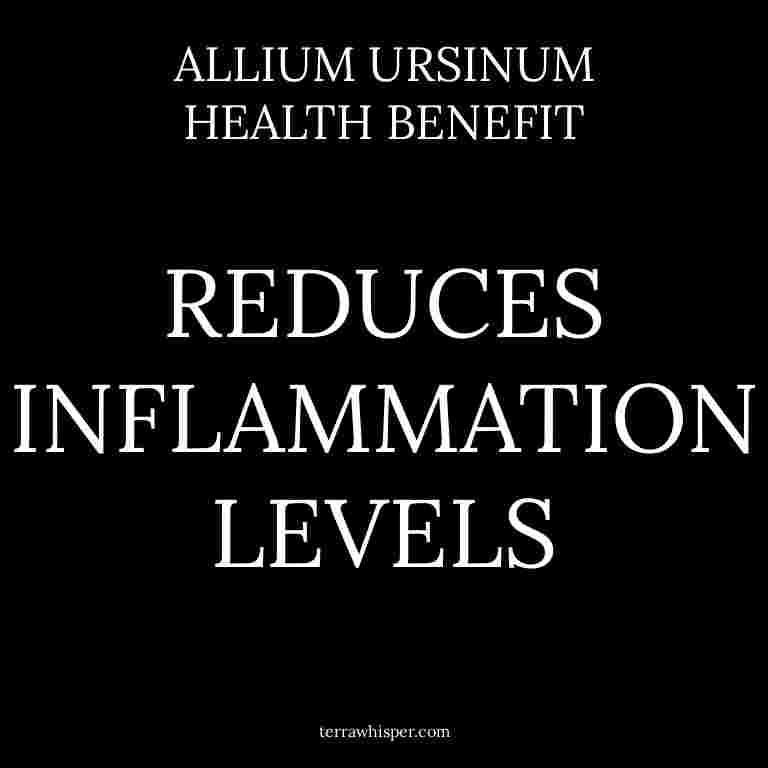 ALLIUM URSINUM
HEALTH BENEFIT
REDUCES
INFLAMMATION
LEVELS
terrawhisper.com